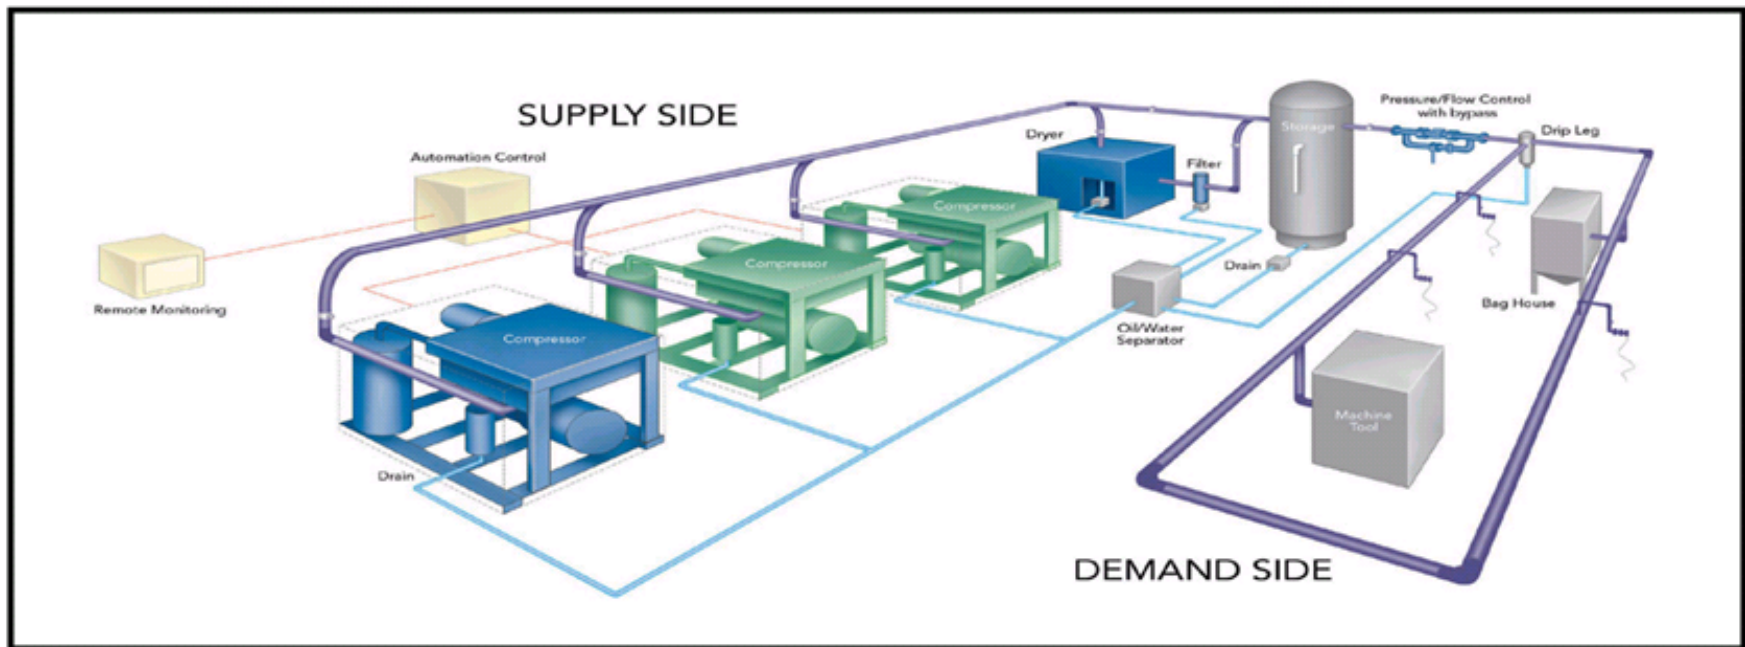 SUPPLY SIDE
Automation Control
Remote Monitoring
Compressor
Compressor
Compressor
Drain
Dryer
Filter
Storage
Pressure/Flow Control
with bypass
Drip Leg
Drain
Oil/Water
Separator
Bag House
Machine
Tool
DEMAND SIDE